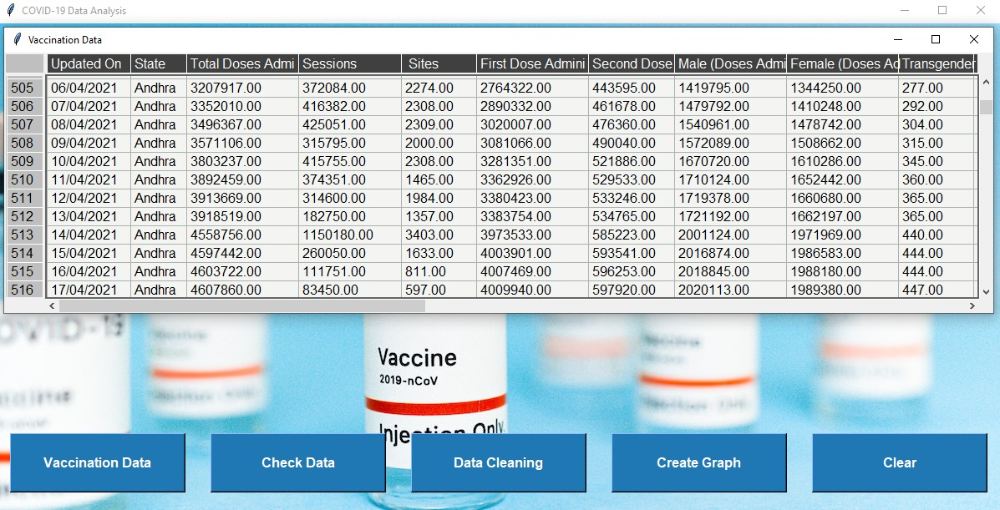 COVID-19 Data Analysis
Vaccination Data
Updated On State Total Doses Admi Sessions Sites First Dose Admini Second Dose Male (Doses Admi Female (Doses Ad Transgender
505 06/04/2021 Andhra 3207917.00 372084.00 2274.00 2764322.00 443595.00 1419795.00 1344250.00 277.00
506 07/04/2021 Andhra 3352010.00 416382.00 2308.00 2890332.00 461678.00 1479792.00 1410248.00 292.00
507 08/04/2021 Andhra 3496367.00 425051.00 2309.00 3020007.00 476360.00 1540961.00 1478742.00 304.00
508 09/04/2021 Andhra 3571106.00 315795.00 2000.00 3081066.00 490040.00 1572089.00 1508662.00 315.00
509 10/04/2021 Andhra 3803237.00 415755.00 2308.00 3281351.00 521886.00 1670720.00 1610286.00 345.00
510 11/04/2021 Andhra 3892459.00 374351.00 1465.00 3362926.00 529533.00 1710124.00 1652442.00 360.00
511 12/04/2021 Andhra 3913669.00 314600.00 1984.00 3380423.00 533246.00 1719378.00 1660680.00 365.00
512 13/04/2021 Andhra 3918519.00 182750.00 1357.00 3383754.00 534765.00 1721192.00 1662197.00 365.00
513 14/04/2021 Andhra 4558756.00 1150180.00 3403.00 3973533.00 585223.00 2001124.00 1971969.00 440.00
514 15/04/2021 Andhra 4597442.00 260050.00 1633.00 4003901.00 593541.00 2016874.00 1986583.00 444.00
515 16/04/2021 Andhra 4603722.00 111751.00 811.00 4007469.00 596253.00 2018845.00 1988180.00 444.00
516 17/04/2021 Andhra 4607860.00 83450.00 597.00 4009940.00 597920.00 2020113.00 1989380.00 447.00
OVID-19
Vaccine
2019-nCoV
Injection Only.
Vaccination Data Check Data Data Cleaning Create Graph Clear